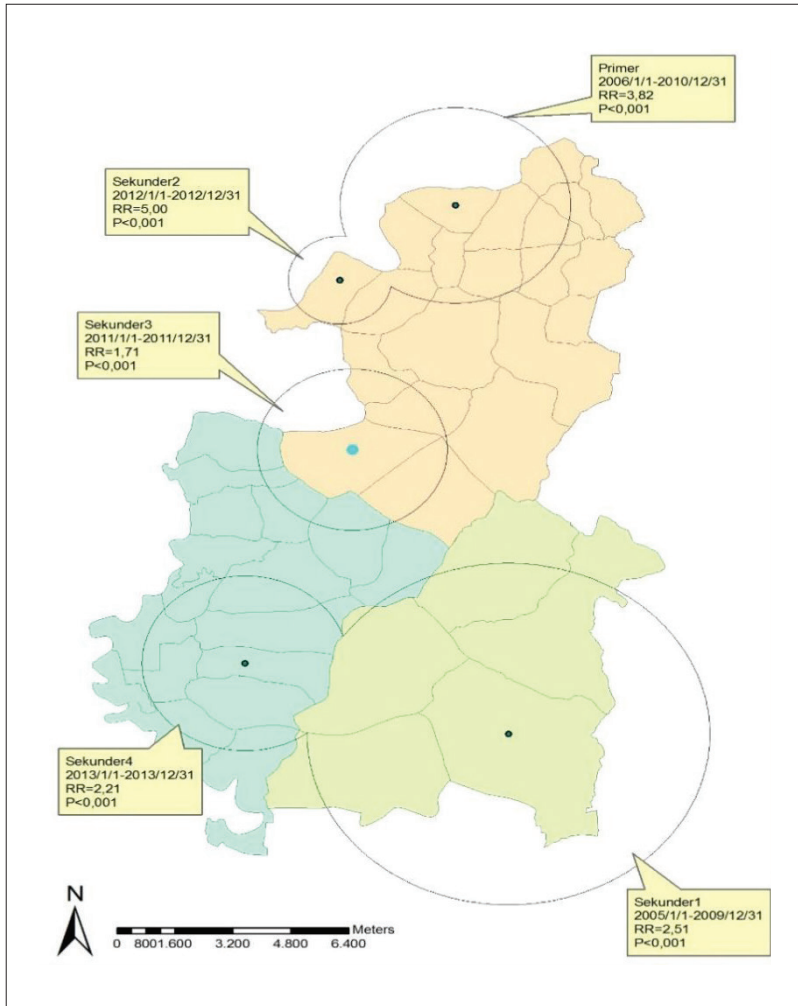 Primer
2006/1/1-2010/12/31
RR=3,82
P<0,001
Sekunder2
2012/1/1-2012/12/31
RR=5,00
P<0,001
Sekunder3
2011/1/1-2011/12/31
RR=1,71
P<0,001
Sekunder4
2013/1/1-2013/12/31
RR=2,21
P<0,001
Sekunder1
2005/1/1-2009/12/31
RR=2,51
P<0,001
N
Meters
0 8001.600 3.200 4.800 6.400